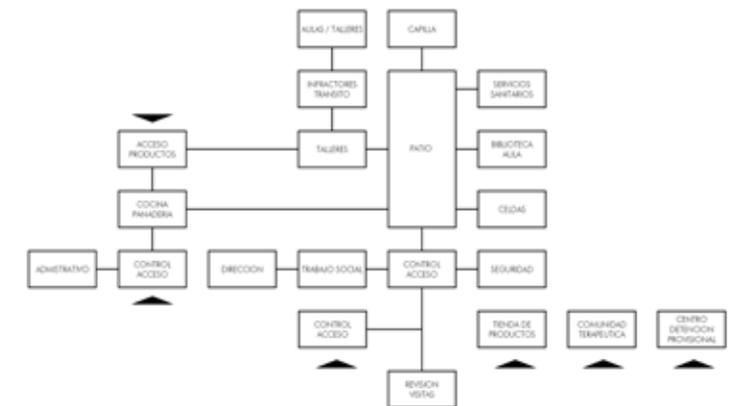 AULAS / TALLERES
CAPILLA
INFRACTORES
TRANSITO
SERVICIOS
SANITARIOS
ACCESO
PRODUCTOS
TALLERES
PATIO
BIBLIOTECA
AULA
COCINA
PANADERIA
CELDAS
ADMISTRATIVO
CONTROL
ACCESO
DIRECCION
TRABAJO SOCIAL
CONTROL
ACCESO
SEGURIDAD
CONTROL
ACCESO
TIENDA DE
PRODUCTOS
COMUNIDAD
TERAPEUTICA
CENTRO
DETENCION
PROVISIONAL
REVISION
VISITAS